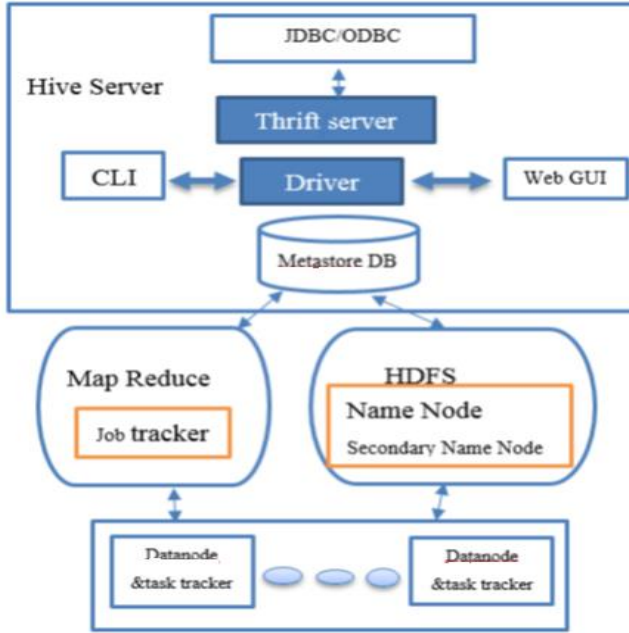 JDBC/ODBC
Hive Server
Thrift server
CLI
Driver
Web GUI
Metastore DB
Map Reduce
Job tracker
HDFS
Name Node
Secondary Name Node
Datanode
&task tracker
Datanode
&task tracker